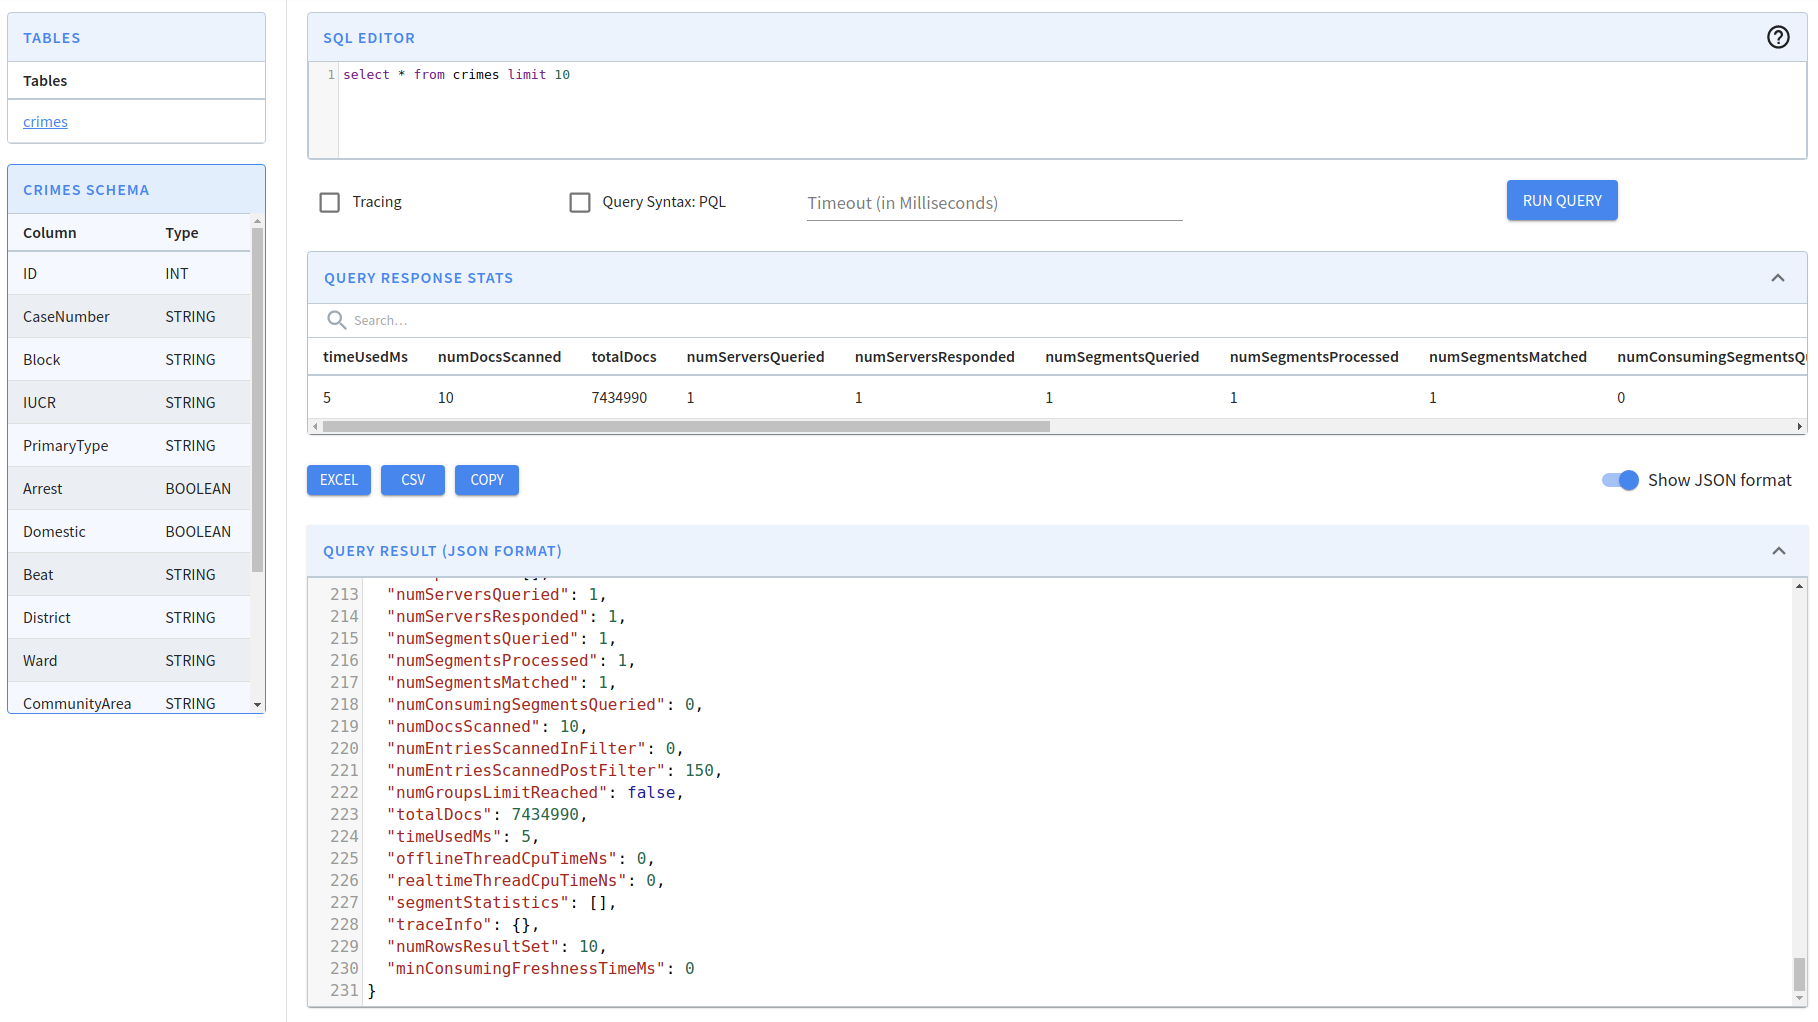 TABLES
Tables
crimes
CRIMES SCHEMA
Column Type
ID INT
CaseNumber STRING
Block STRING
IUCR STRING
PrimaryType STRING
Arrest BOOLEAN
Domestic BOOLEAN
Beat STRING
District STRING
Ward STRING
CommunityArea STRING
SQL EDITOR
1 select * from crimes limit 10
Tracing Query Syntax: PQL Timeout (in Milliseconds) RUN QUERY
QUERY RESPONSE STATS
Search...
timeUsedMs numDocsScanned totalDocs numServersQueried numServersResponded numSegmentsQueried numSegmentsProcessed numSegmentsMatched numConsumingSegmentsQu
5 10 7434990 1 1 1 1 1 0
EXCEL CSV COPY Show JSON format
QUERY RESULT (JSON FORMAT)
213 "numServersQueried": 1,
214 "numServersResponded": 1,
215 "numSegmentsQueried": 1,
216 "numSegmentsProcessed": 1,
217 "numSegmentsMatched": 1,
218 "numConsumingSegmentsQueried": 0,
219 "numDocsScanned": 10,
220 "numEntriesScannedInFilter": 0,
221 "numEntriesScannedPostFilter": 150,
222 "numGroupsLimitReached": false,
223 "totalDocs": 7434990,
224 "timeUsedMs": 5,
225 "offlineThreadCpuTimeNs": 0,
226 "realtimeThreadCpuTimeNs": 0,
227 "segmentStatistics": [],
228 "traceInfo": {},
229 "numRowsResultSet": 10,
230 "minConsumingFreshnessTimeMs": 0
231 }